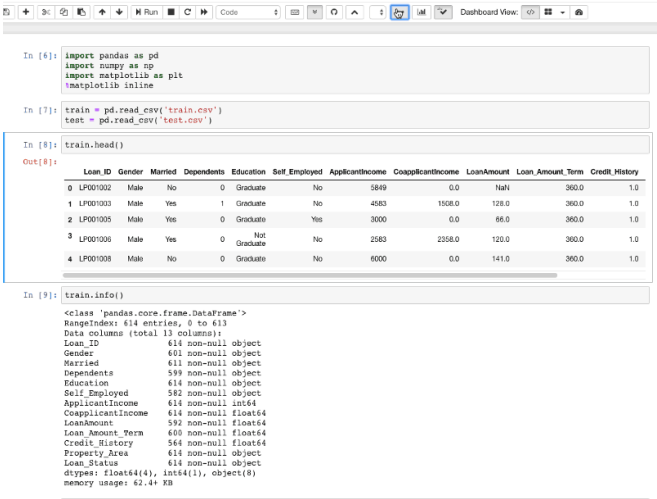 Run
Code
Dashboard View:
In [6]: import pandas as pd
import numpy as np
import matplotlib as plt
%matplotlib inline
In [7]: train = pd.read_csv('train.csv')
test = pd.read_csv('test.csv')
In [8]: train.head()
Out[8]:
Loan_ID Gender Married Dependents Education Self_Employed ApplicantIncome CoapplicantIncome LoanAmount Loan_Amount_Term Credit_History
0 LP001002 Male No 0 Graduate No 5849 0.0 NaN 360.0 1.0
1 LP001003 Male Yes 1 Graduate No 4583 1508.0 128.0 360.0 1.0
2 LP001005 Male Yes 0 Graduate Yes 3000 0.0 66.0 360.0 1.0
3 LP001006 Male Yes 0 Not Graduate No 2583 2358.0 120.0 360.0 1.0
4 LP001008 Male No 0 Graduate No 6000 0.0 141.0 360.0 1.0
In [9]: train.info()
<class 'pandas.core.frame.DataFrame'>
RangeIndex: 614 entries, 0 to 613
Data columns (total 13 columns):
Loan_ID 614 non-null object
Gender 601 non-null object
Married 611 non-null object
Dependents 599 non-null object
Education 614 non-null object
Self_Employed 582 non-null object
ApplicantIncome 614 non-null int64
CoapplicantIncome 614 non-null float64
LoanAmount 592 non-null float64
Loan_Amount_Term 600 non-null float64
Credit_History 564 non-null float64
Property_Area 614 non-null object
Loan_Status 614 non-null object
dtypes: float64(4), int64(1), object(8)
memory usage: 62.4+ KB